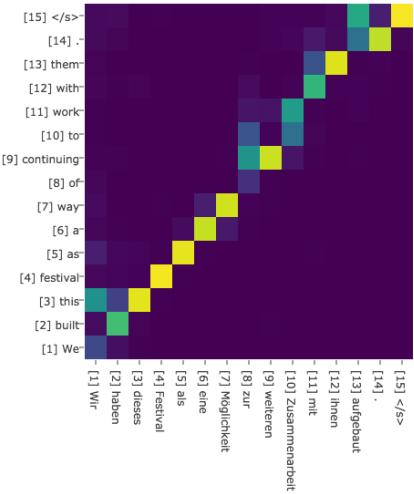 [15] </s>
[14] .
[13] them
[12] with
[11] work
[10] to
[9] continuing
[8] of
[7] way
[6] a
[5] as
[4] festival
[3] this
[2] built
[1] We
[1] Wir
[2] haben
[3] dieses
[4] Festival
[5] als
[6] eine
[7] Möglichkeit
[8] zur
[9] weiteren
[10] Zusammenarbeit
[11] mit
[12] ihnen
[13] aufgebaut
[14] .
[15] </s>